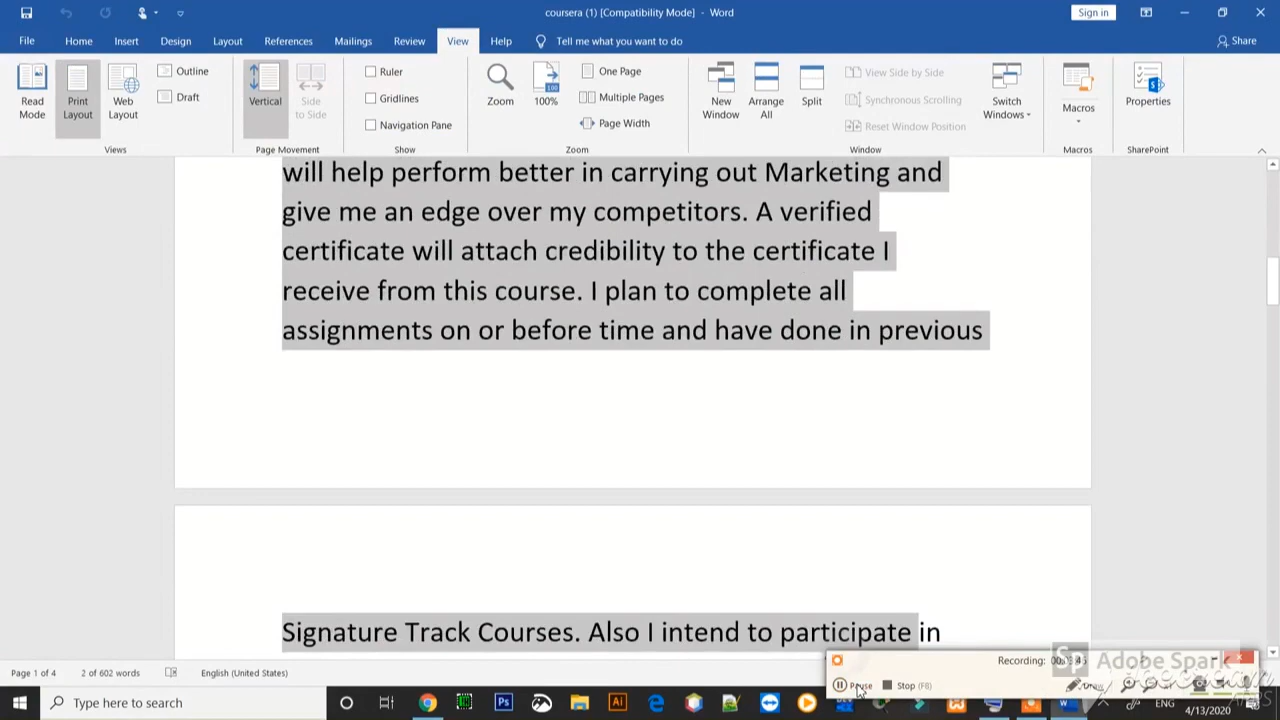 coursera (1) [Compatibility Mode] - Word
Sign in
File Home Insert Design Layout References Mailings Review View Help Tell me what you want to do Share
Read Mode
Print Layout
Web Layout
Outline
Draft
Views
Vertical
Side to Side
Page Movement
Ruler
Gridlines
Navigation Pane
Show
Zoom
100%
One Page
Multiple Pages
Page Width
Zoom
New Window
Arrange All
Split
View Side by Side
Synchronous Scrolling
Reset Window Position
Switch Windows
Window
Macros
Macros
Properties
SharePoint
will help perform better in carrying out Marketing and
give me an edge over my competitors. A verified
certificate will attach credibility to the certificate I
receive from this course. I plan to complete all
assignments on or before time and have done in previous
Signature Track Courses. Also I intend to participate in
Page 1 of 4 2 of 602 words English (United States)
Recording:
Pause Stop (F8) Draw
Sp Adobe Spark
Type here to search
4/13/2020